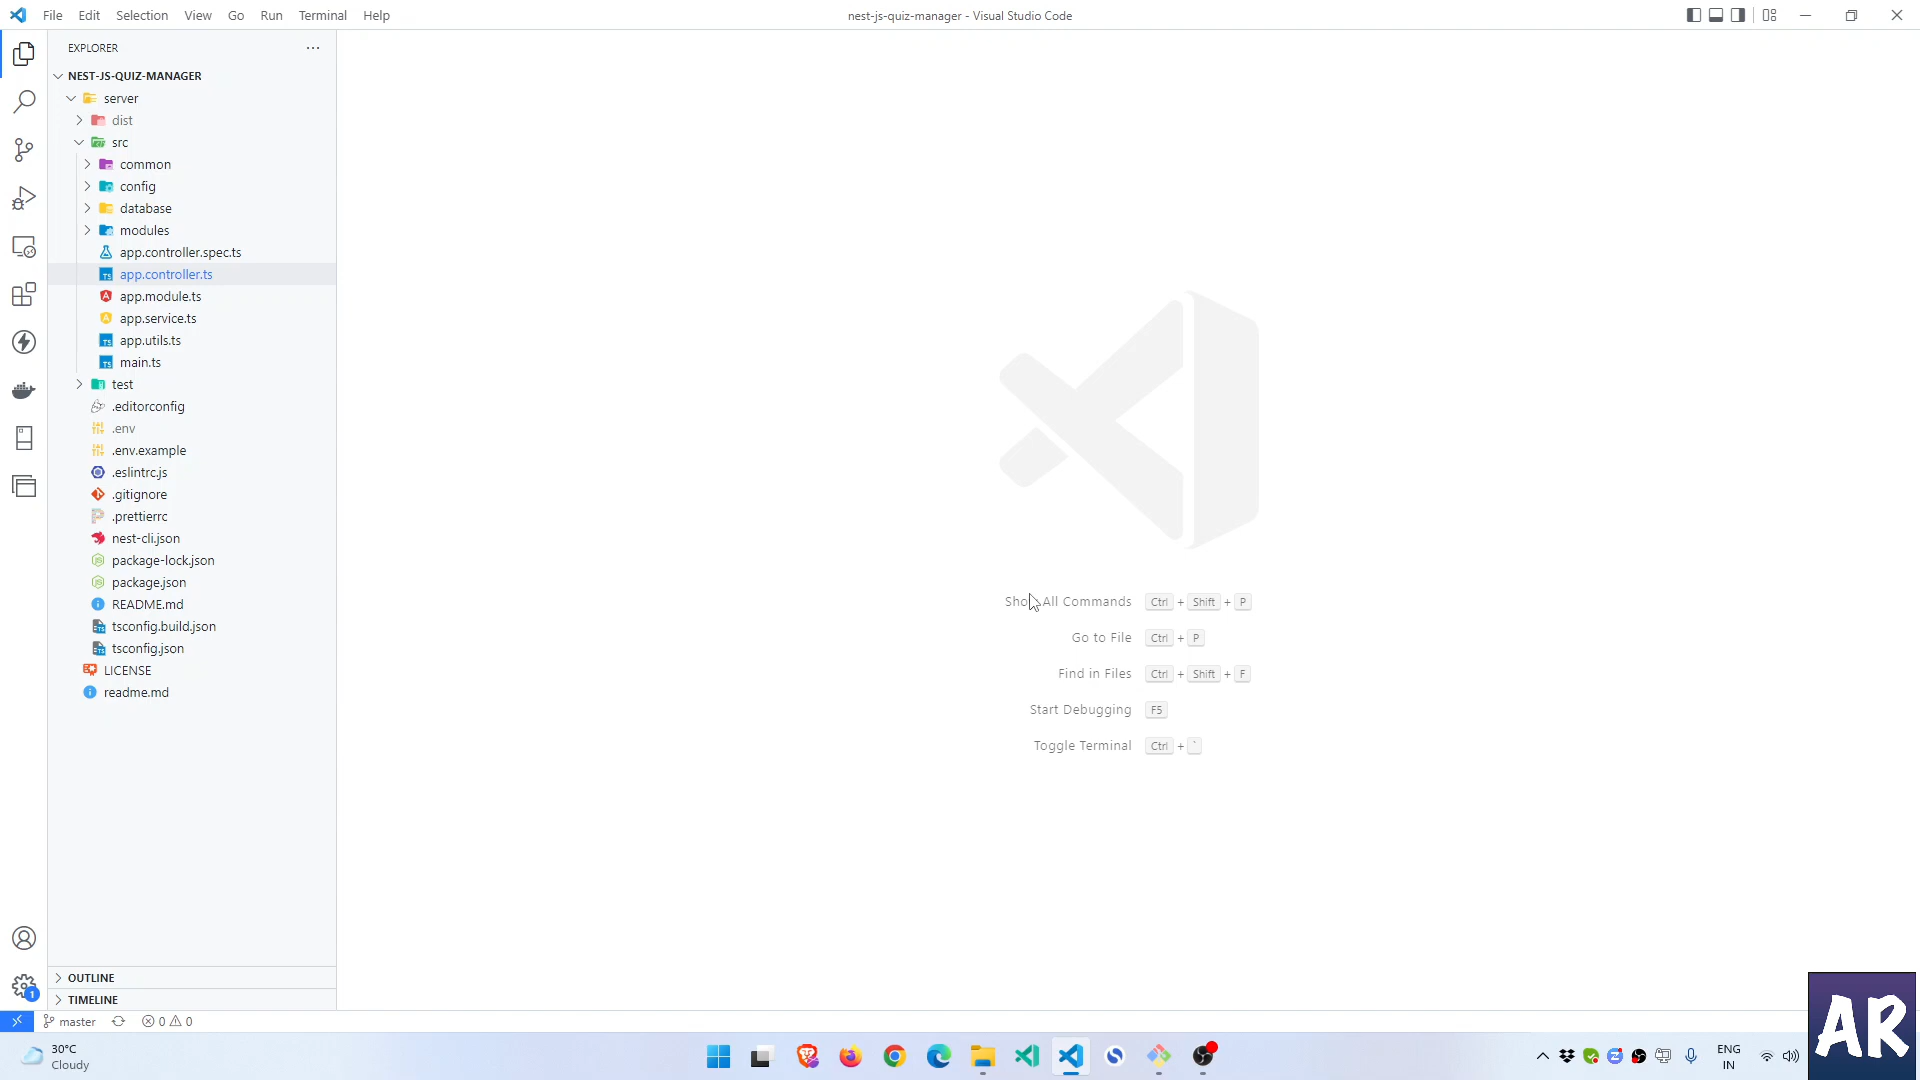 File Edit Selection View Go Run Terminal Help
nest-js-quiz-manager - Visual Studio Code
EXPLORER
NEST-JS-QUIZ-MANAGER
server
dist
src
common
config
database
modules
app.controller.spec.ts
app.controller.ts
app.module.ts
app.service.ts
app.utils.ts
main.ts
test
.editorconfig
.env
.env.example
.eslintrc.js
.gitignore
.prettierrc
nest-cli.json
package-lock.json
package.json
README.md
tsconfig.build.json
tsconfig.json
LICENSE
readme.md
Show All Commands Ctrl + Shift + P
Go to File Ctrl + P
Find in Files Ctrl + Shift + F
Start Debugging F5
Toggle Terminal Ctrl + `
OUTLINE
TIMELINE
1
master 0 0
30°C
Cloudy
ENG
IN
AR